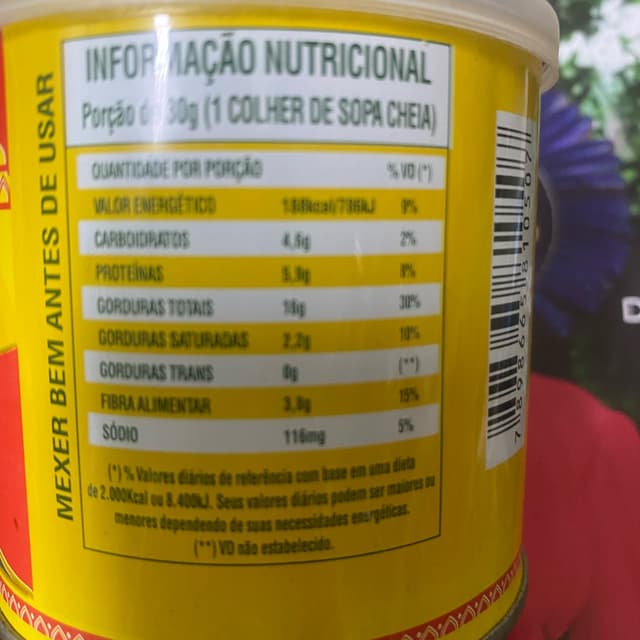 INFORMAÇÃO NUTRICIONAL
Porção de 30g (1 COLHER DE SOPA CHEIA)
QUANTIDADE POR PORÇÃO % VD (*)
VALOR ENERGÉTICO 188kcal/786kJ 9%
CARBOIDRATOS 4,6g 2%
PROTEÍNAS 5,9g 8%
GORDURAS TOTAIS 16g 30%
GORDURAS SATURADAS 2,2g 10%
GORDURAS TRANS 0g (**)
FIBRA ALIMENTAR 3,8g 15%
SÓDIO 116mg 5%
(*) % Valores diários de referência com base em uma dieta
de 2.000Kcal ou 8.400kJ. Seus valores diários podem ser maiores ou
menores dependendo de suas necessidades energéticas.
(**) VD não estabelecido.
MEXER BEM ANTES DE USAR
7 898665 810507